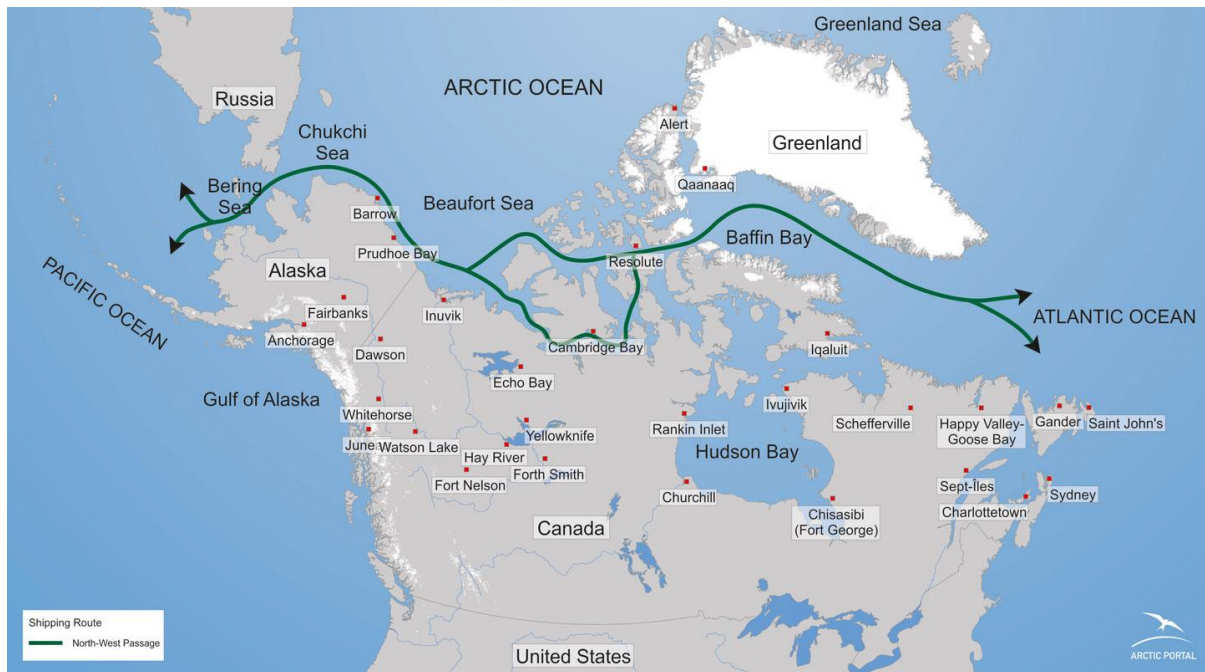 Greenland Sea
ARCTIC OCEAN
Russia
Alert
Chukchi
Sea
Greenland
Qaanaaq
Bering
Sea
Barrow
Beaufort Sea
Baffin Bay
Prudhoe Bay
Resolute
Alaska
PACIFIC OCEAN
Fairbanks
Inuvik
ATLANTIC OCEAN
Anchorage
Cambridge Bay
Iqaluit
Dawson
Echo Bay
Gulf of Alaska
Ivujivik
Whitehorse
Rankin Inlet
Schefferville
Happy Valley-
Goose Bay
Gander
Saint John's
June
Watson Lake
Yellowknife
Hay River
Hudson Bay
Forth Smith
Fort Nelson
Sept-Îles
Churchill
Sydney
Charlottetown
Chisasibi
(Fort George)
Canada
Shipping Route
North-West Passage
United States
ARCTIC PORTAL